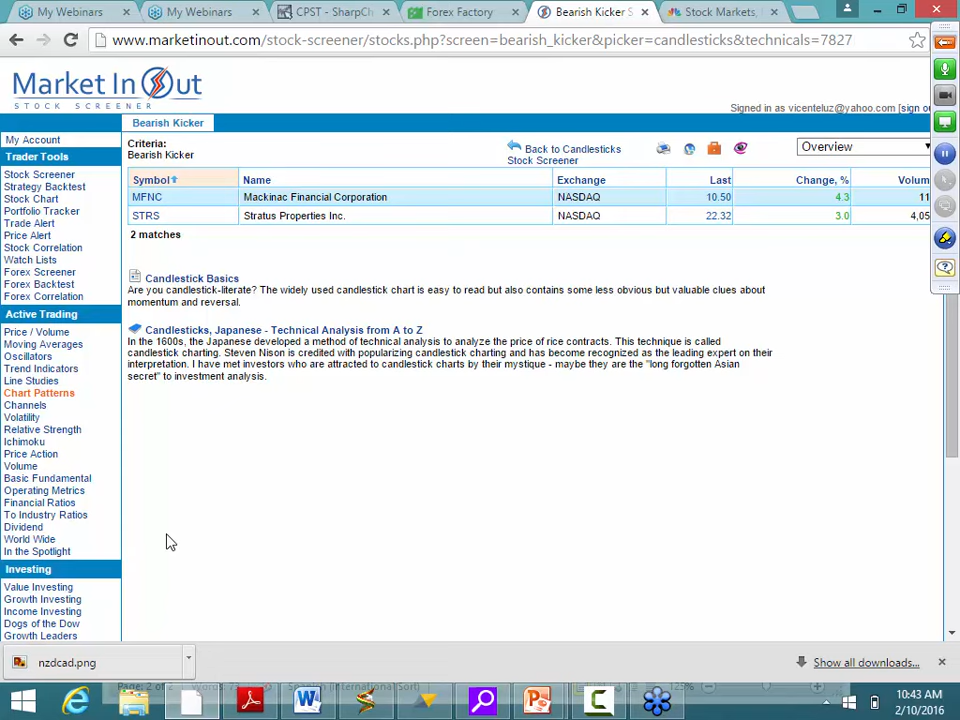 My Webinars
My Webinars
CPST - SharpCh
Forex Factory
Bearish Kicker S
Stock Markets,
www.marketinout.com/stock-screener/stocks.php?screen=bearish_kicker&picker=candlesticks&technicals=7827
Market In Out
STOCK SCREENER
Signed in as vicenteluz@yahoo.com [sign ou
Bearish Kicker
My Account
Trader Tools
Stock Screener
Strategy Backtest
Stock Chart
Portfolio Tracker
Trade Alert
Price Alert
Stock Correlation
Watch Lists
Forex Screener
Forex Backtest
Forex Correlation
Active Trading
Price / Volume
Moving Averages
Oscillators
Trend Indicators
Line Studies
Chart Patterns
Channels
Volatility
Relative Strength
Ichimoku
Price Action
Volume
Basic Fundamental
Operating Metrics
Financial Ratios
To Industry Ratios
Dividend
World Wide
In the Spotlight
Investing
Value Investing
Growth Investing
Income Investing
Dogs of the Dow
Growth Leaders
Criteria:
Bearish Kicker
Back to Candlesticks
Stock Screener
Overview
Symbol Name Exchange Last Change, % Volum
MFNC Mackinac Financial Corporation NASDAQ 10.50 4.3 11
STRS Stratus Properties Inc. NASDAQ 22.32 3.0 4,05
2 matches
Candlestick Basics
Are you candlestick-literate? The widely used candlestick chart is easy to read but also contains some less obvious but valuable clues about
momentum and reversal.
Candlesticks, Japanese - Technical Analysis from A to Z
In the 1600s, the Japanese developed a method of technical analysis to analyze the price of rice contracts. This technique is called
candlestick charting. Steven Nison is credited with popularizing candlestick charting and has become recognized as the leading expert on their
interpretation. I have met investors who are attracted to candlestick charts by their mystique - maybe they are the "long forgotten Asian
secret" to investment analysis.
nzdcad.png
Show all downloads...
10:43 AM
2/10/2016